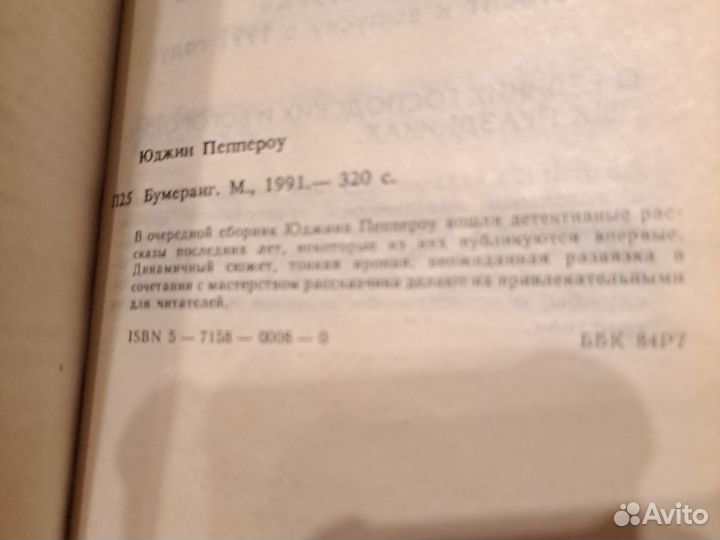 Юджин Пеппероу
П25 Бумеранг. М., 1991.— 320 с.
В очередной сборник Юджина Пеппероу вошли детективные рас-
сказы последних лет, некоторые из них публикуются впервые.
Динамичный сюжет, тонкая ирония, неожиданная развязка в
сочетании с мастерством рассказчика делают их привлекательными
для читателей.
ISBN 5 — 7158 — 0008 — 0
ББК 84Р7
Avito